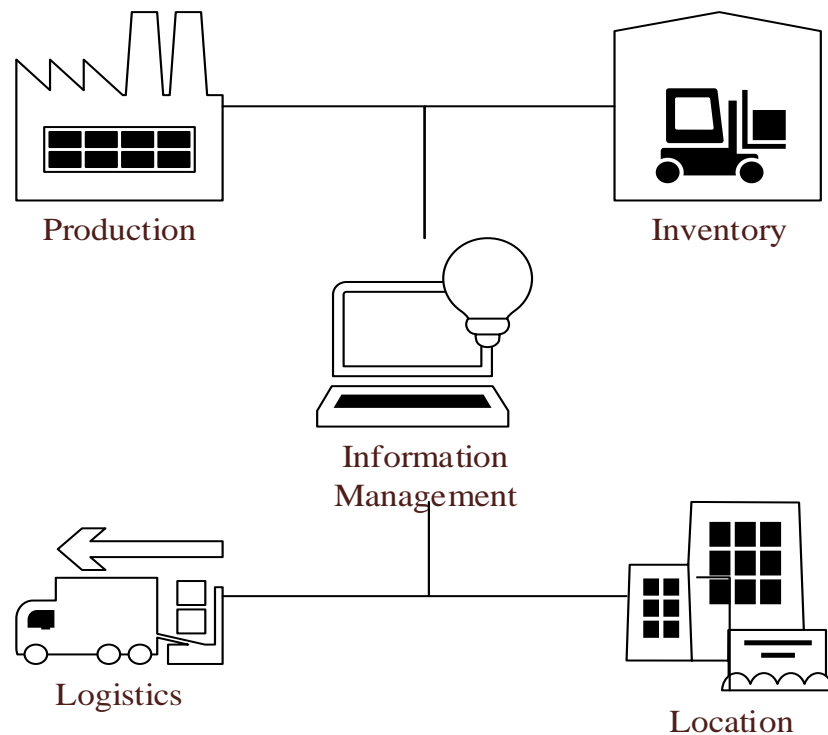 Production
Inventory
Information
Management
Logistics
Location